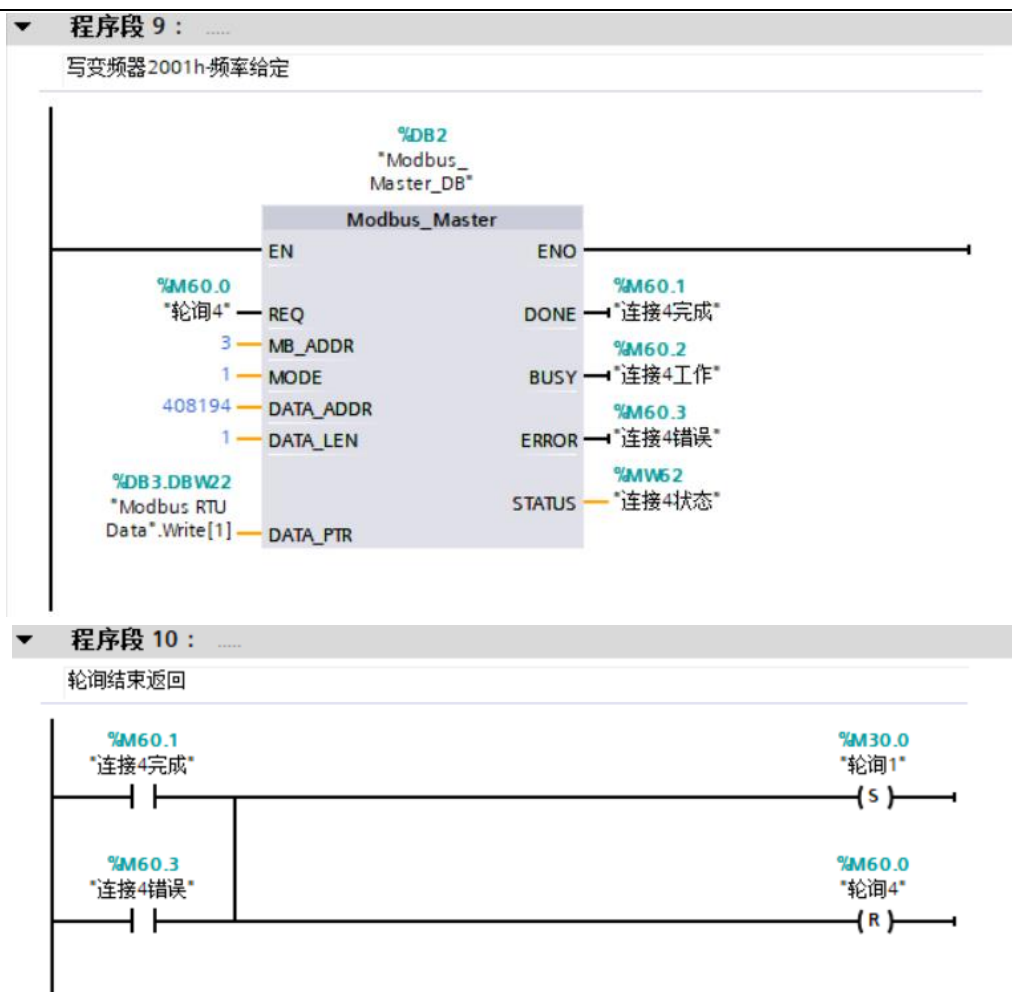 程序段 9： .....
写变频器2001h-频率给定
%DB2
"Modbus_
Master_DB"
Modbus_Master
EN ENO
%M60.0
"轮询4" REQ
%M60.1
DONE "连接4完成"
3 MB_ADDR
%M60.2
1 MODE
BUSY "连接4工作"
408194 DATA_ADDR
%M60.3
1 DATA_LEN
ERROR "连接4错误"
%DB3.DBW22
"Modbus RTU
Data".Write[1] DATA_PTR
%MW62
STATUS "连接4状态"
程序段 10： .....
轮询结束返回
%M60.1
"连接4完成"
%M30.0
"轮询1"
S
%M60.3
"连接4错误"
%M60.0
"轮询4"
R